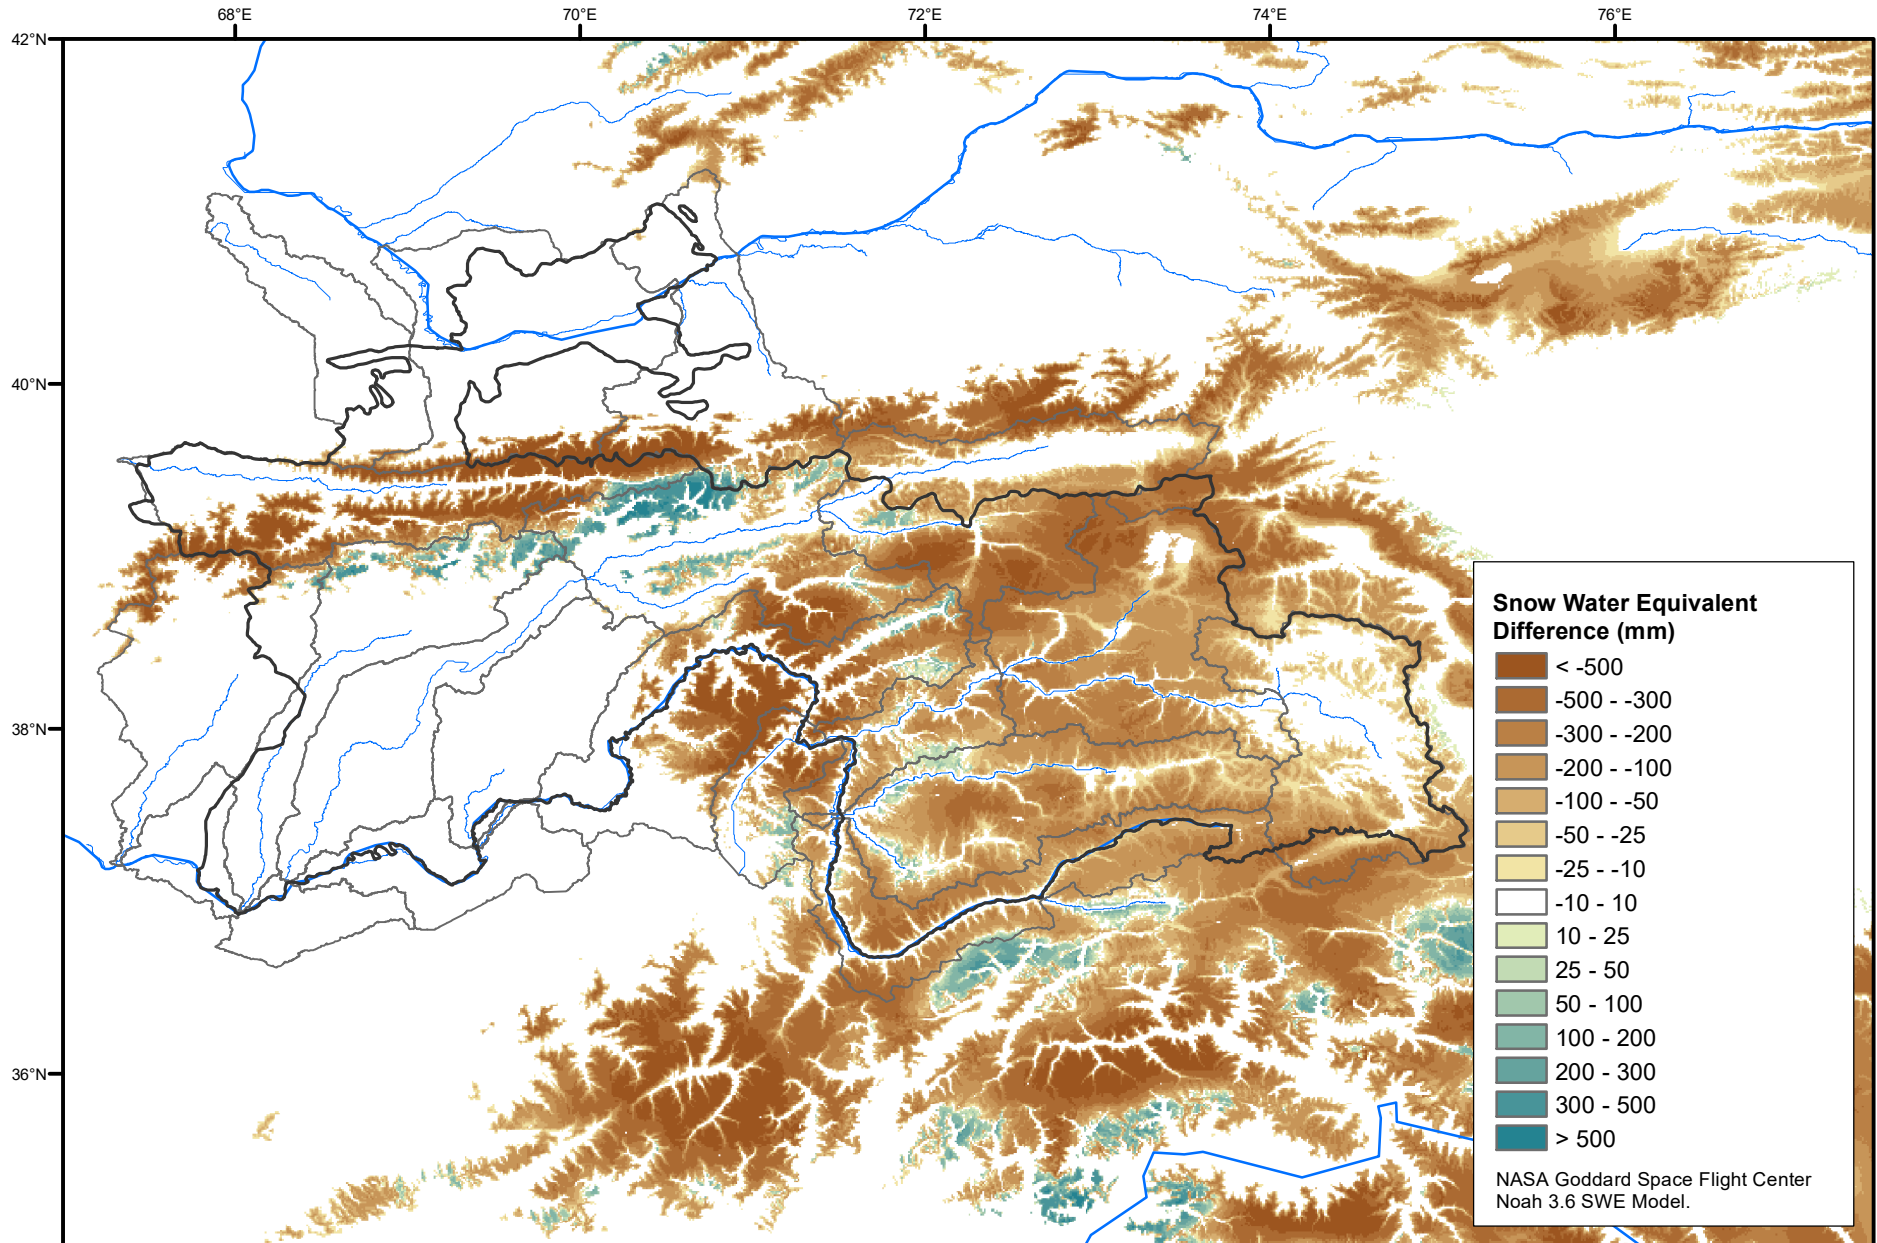 68°E 70°E 72°E 74°E 76°E
42°N
40°N
38°N
36°N
Snow Water Equivalent
Difference (mm)
< -500
-500 - -300
-300 - -200
-200 - -100
-100 - -50
-50 - -25
-25 - -10
-10 - 10
10 - 25
25 - 50
50 - 100
100 - 200
200 - 300
300 - 500
> 500
NASA Goddard Space Flight Center
Noah 3.6 SWE Model.